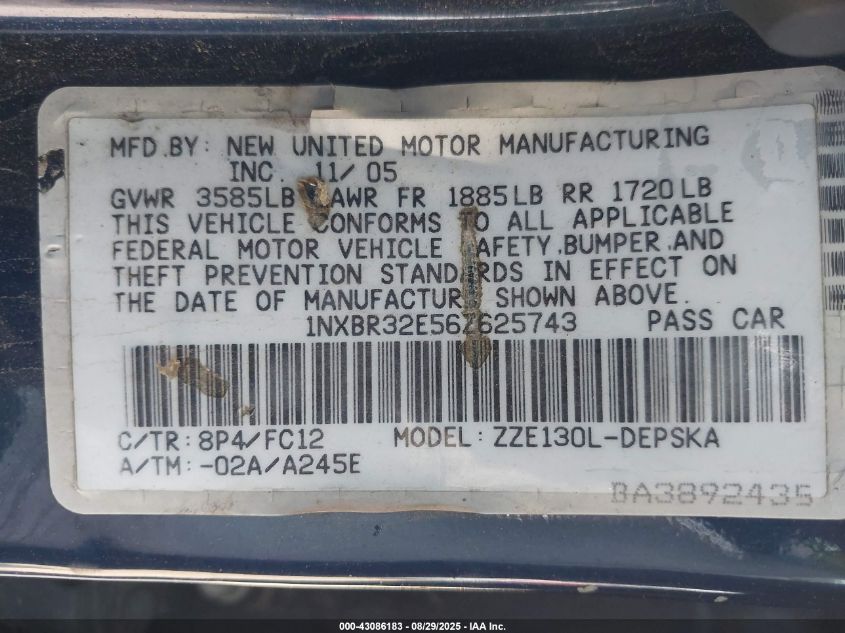 MFD.BY: NEW UNITED MOTOR MANUFACTURING
INC 11/05
GVWR 3585LB GAWR FR 1885LB RR 1720LB
THIS VEHICLE CONFORMS TO ALL APPLICABLE
FEDERAL MOTOR VEHICLE SAFETY,BUMPER,AND
THEFT PREVENTION STANDARDS IN EFFECT ON
THE DATE OF MANUFACTURE SHOWN ABOVE.
1NXBR32E56Z625743 PASS CAR
C/TR:8P4/FC12 MODEL:ZZE130L-DEPSKA
A/TM:-02A/A245E
BA3892435
000-43086183 - 08/29/2025 - IAA Inc.